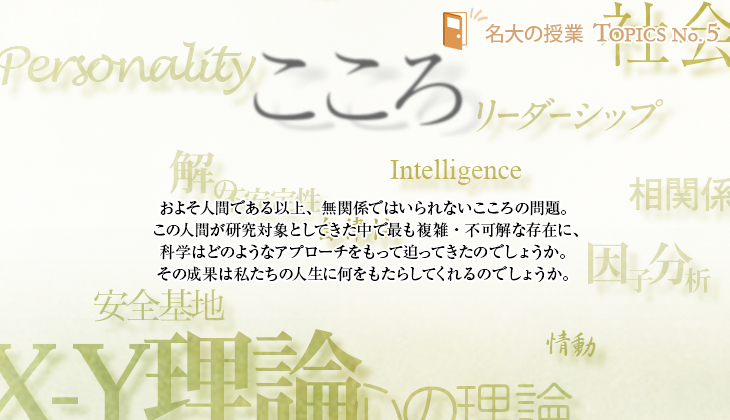 名大の授業 TOPICS No.5
社会
Personality
こころ
リーダーシップ
解の不安定性
Intelligence
相関係
およそ人間である以上、無関係ではいられないこころの問題。
この人間が研究対象としてきた中で最も複雑・不可解な存在に、
科学はどのようなアプローチをもって迫ってきたのでしょうか。
その成果は私たちの人生に何をもたらしてくれるのでしょうか。
因子分析
安全基地
情動
X-Y理論
心の理論